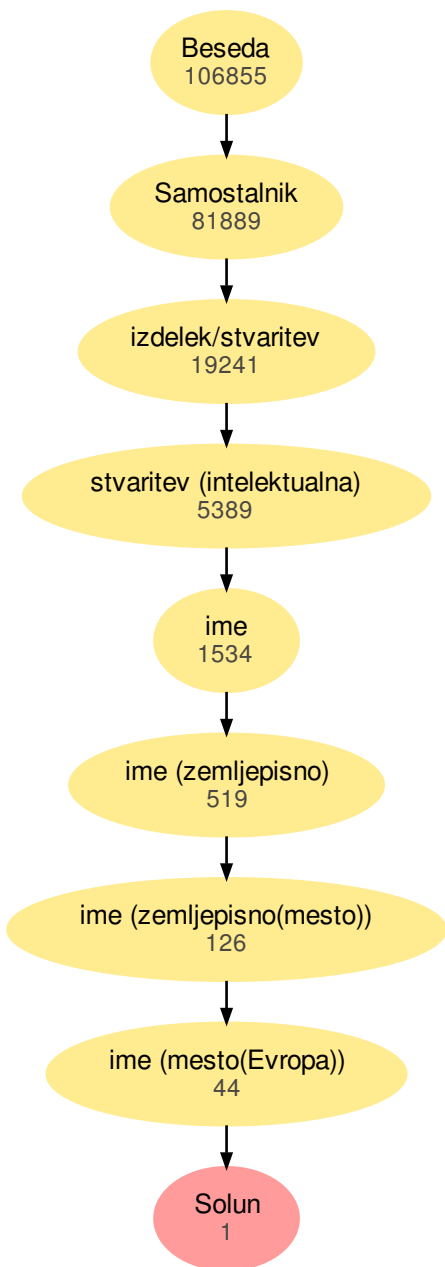 Beseda
106855
Samostalnik
81889
izdelek/stvaritev
19241
stvaritev (intelektualna)
5389
ime
1534
ime (zemljepisno)
519
ime (zemljepisno(mesto))
126
ime (mesto(Evropa))
44
Solun
1